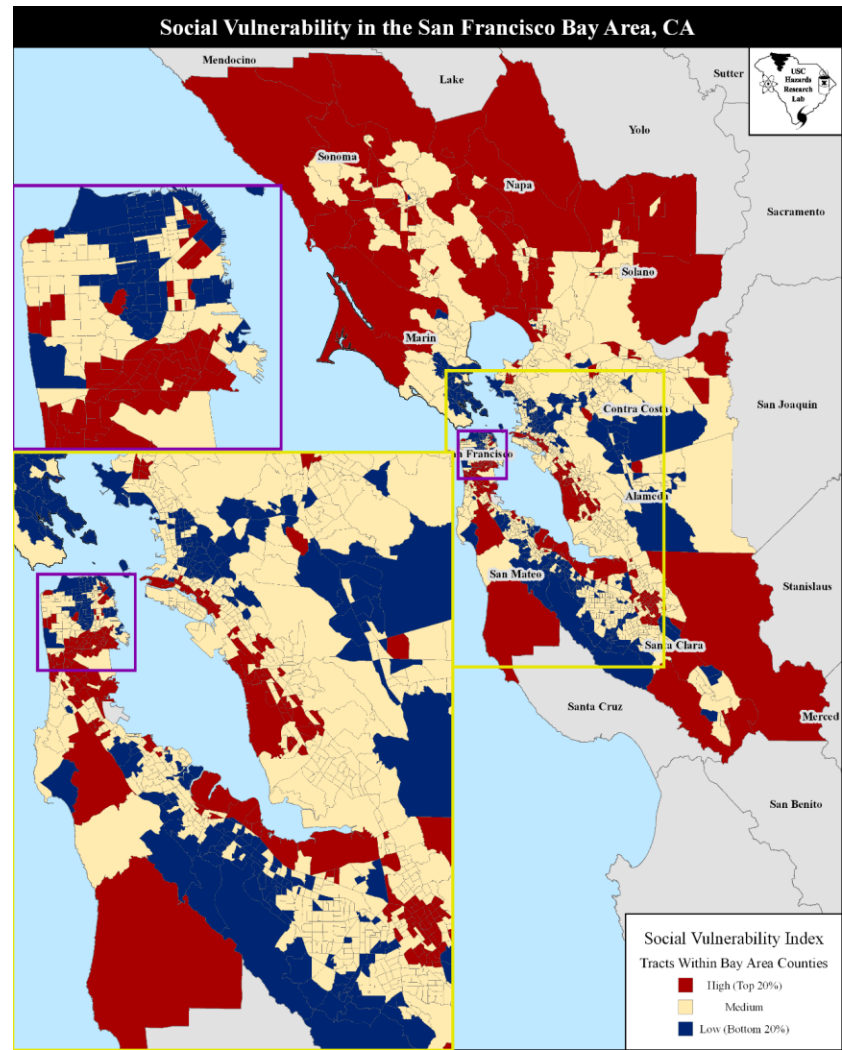 Social Vulnerability in the San Francisco Bay Area, CA
Mendocino
Lake
Sutter
USC
Hazards
Research
Lab
Yolo
Sonoma
Napa
Sacramento
Solano
Marin
San Joaquin
Contra Costa
Francisco
Alameda
Stanislaus
San Mateo
Santa Clara
Santa Cruz
Merced
San Benito
Social Vulnerability Index
Tracts Within Bay Area Counties
High (Top 20%)
Medium
Low (Bottom 20%)